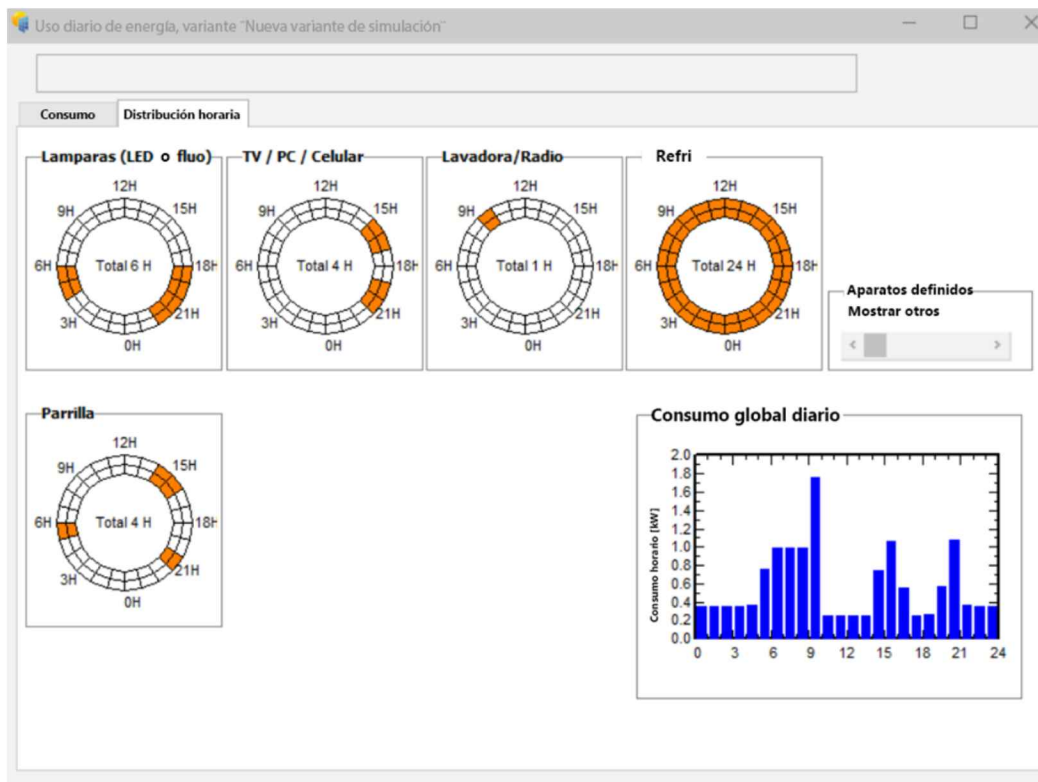 Uso diario de energía, variante ¨Nueva variante de simulación¨
Consumo
Distribución horaria
Lamparas (LED o fluo)
12H
9H
15H
6H
Total 6 H
18H
3H
21H
0H
TV / PC / Celular
12H
9H
15H
6H
Total 4 H
18H
3H
21H
0H
Lavadora/Radio
12H
9H
15H
6H
Total 1 H
18H
3H
21H
0H
Refri
12H
9H
15H
6H
Total 24 H
18H
3H
21H
0H
Aparatos definidos
Mostrar otros
Parrilla
12H
9H
15H
6H
Total 4 H
18H
3H
21H
0H
Consumo global diario
Consumo horario [kW]
2.0
1.8
1.6
1.4
1.2
1.0
0.8
0.6
0.4
0.2
0.0
0 3 6 9 12 15 18 21 24